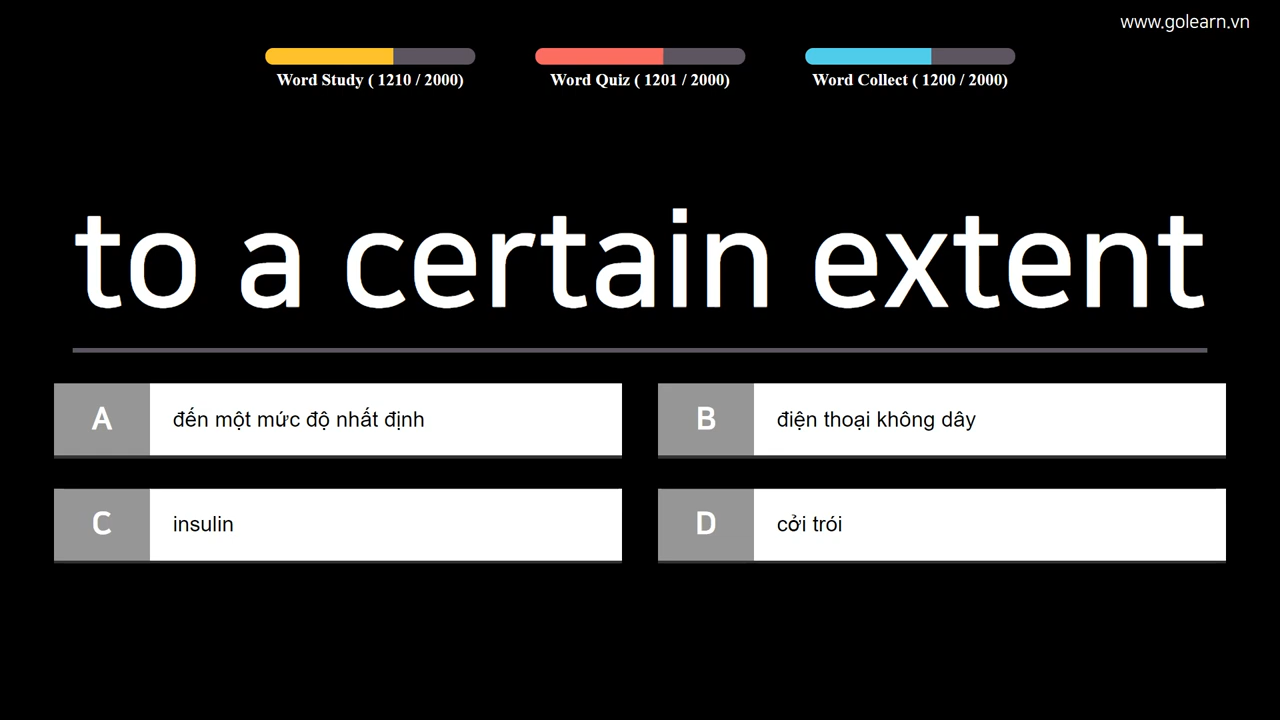 www.golearn.vn
Word Study ( 1210 / 2000)
Word Quiz ( 1201 / 2000)
Word Collect ( 1200 / 2000)
to a certain extent
A đến một mức độ nhất định
B điện thoại không dây
C insulin
D cởi trói